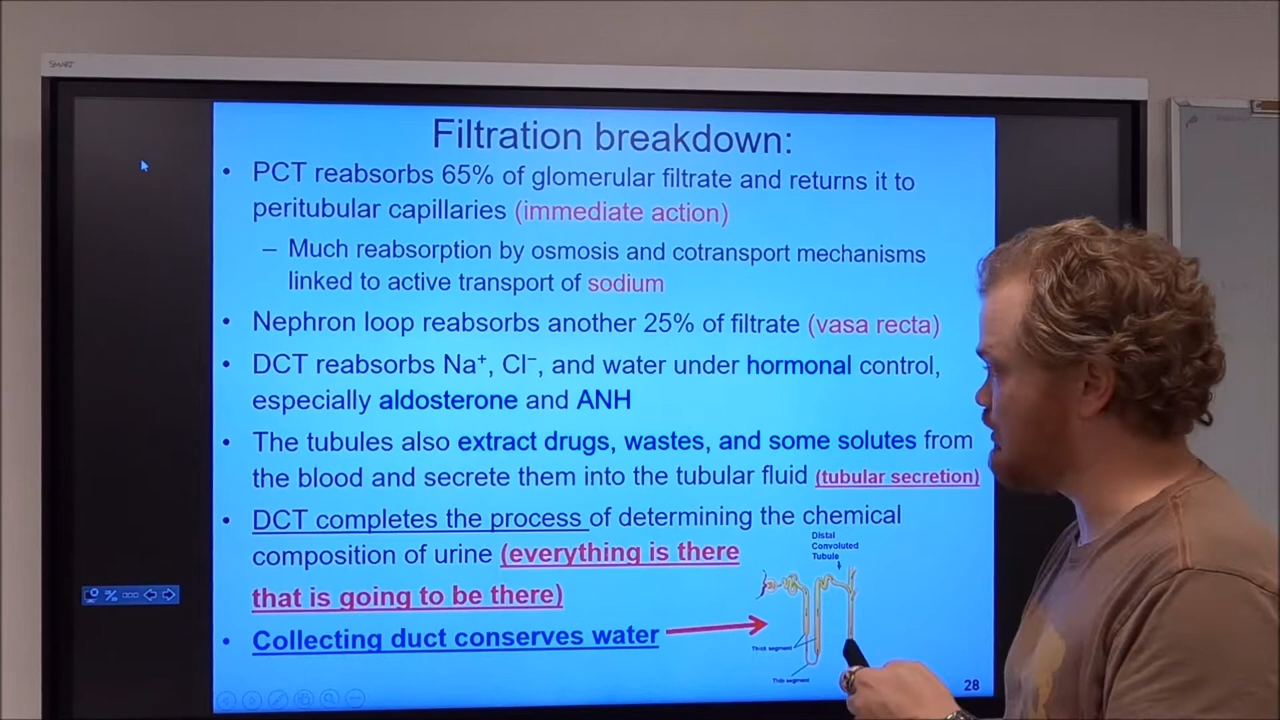 SMART
Filtration breakdown:
• PCT reabsorbs 65% of glomerular filtrate and returns it to
peritubular capillaries (immediate action)
– Much reabsorption by osmosis and cotransport mechanisms
linked to active transport of sodium
• Nephron loop reabsorbs another 25% of filtrate (vasa recta)
• DCT reabsorbs Na⁺, Cl⁻, and water under hormonal control,
especially aldosterone and ANH
• The tubules also extract drugs, wastes, and some solutes from
the blood and secrete them into the tubular fluid (tubular secretion)
• DCT completes the process of determining the chemical
composition of urine (everything is there
that is going to be there)
• Collecting duct conserves water
Distal
Convoluted
Tubule
Thick segment
Thin segment
28